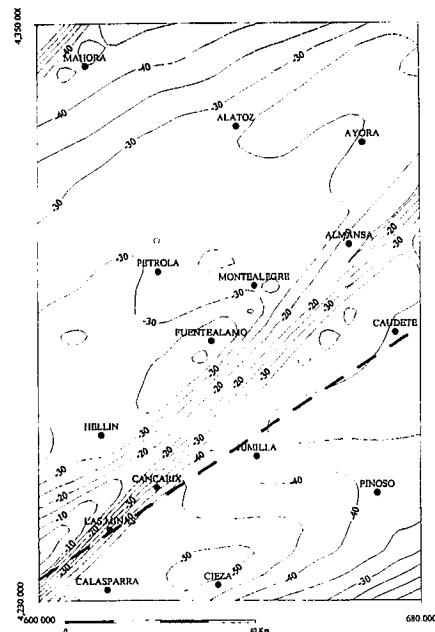 4,350 000
MAHORA
-40
-40
-30
-30
ALATOZ
AYORA
-30
-30
ALMANSA
-20
-30
PETROLA
MONTEALEGRE
-30
-30
-20
-20
-30
CAUDETE
FUENTEALAMO
-30
-20
-20
-30
HELLIN
-30
-20
-30
-40
JUMILLA
-30
-20
-10
CANCARIX
-40
PINOSO
-40
LAS MINAS
-50
-50
-40
-30
CALASPARRA
CIEZA
4,230 000
600 000
680.000
0
40 Km